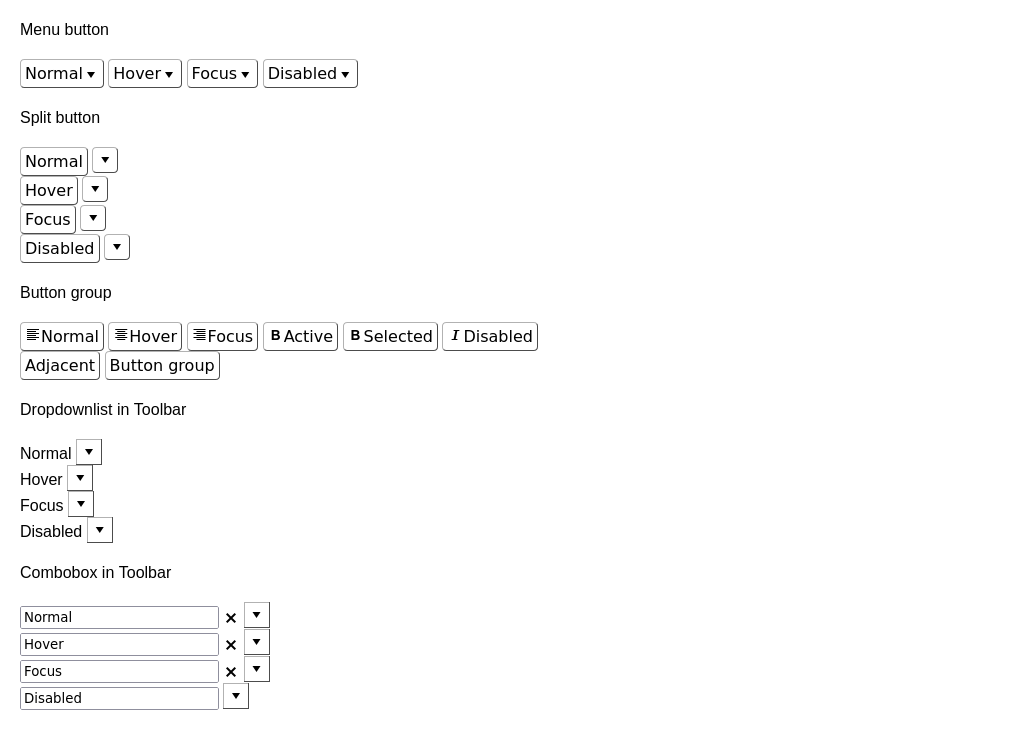 Menu button
Normal Hover Focus Disabled
Split button
Normal
Hover
Focus
Disabled
Button group
Normal Hover Focus B Active B Selected I Disabled
Adjacent Button group
Dropdownlist in Toolbar
Normal
Hover
Focus
Disabled
Combobox in Toolbar
Normal
Hover
Focus
Disabled